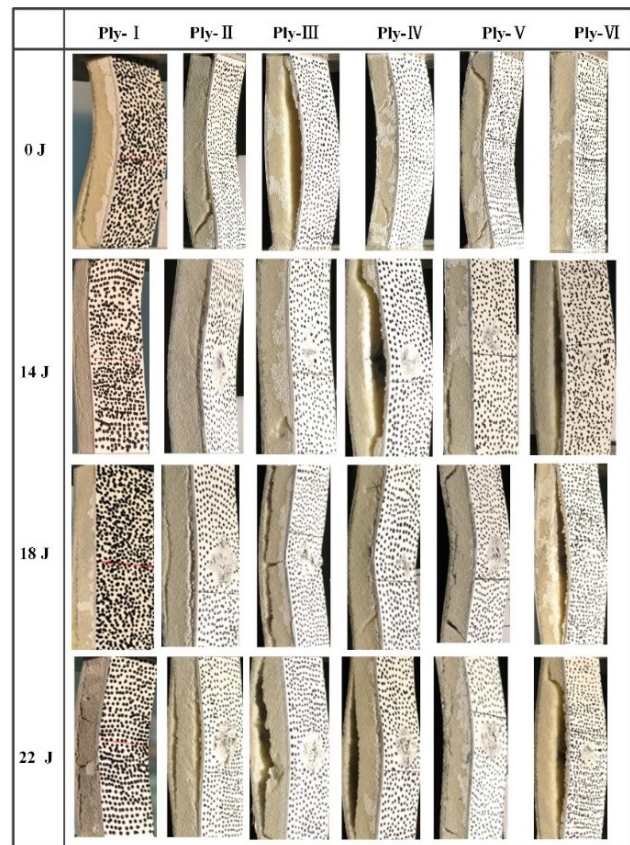 Ply- Ⅰ Ply- Ⅱ Ply-Ⅲ Ply-Ⅳ Ply-Ⅴ Ply-Ⅵ
0 J
14 J
18 J
22 J